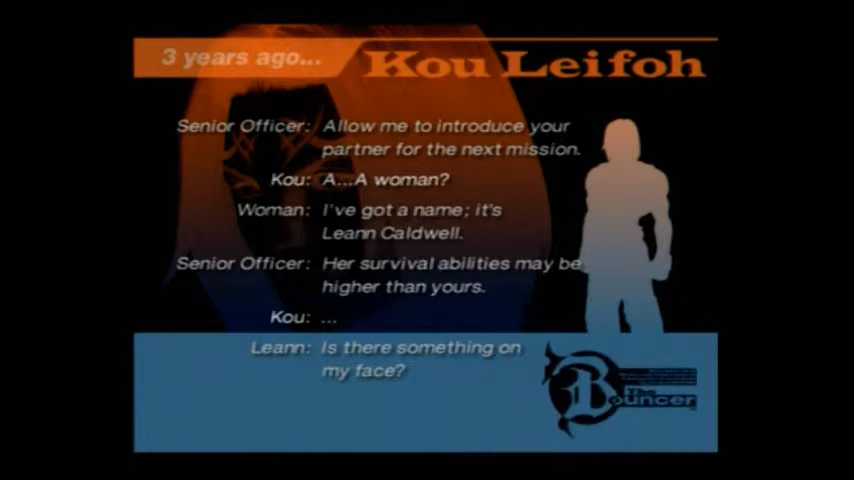 3 years ago...
Kou Leifoh
Senior Officer: Allow me to introduce your
partner for the next mission.
Kou: A...A woman?
Woman: I've got a name; it's
Leann Caldwell.
Senior Officer: Her survival abilities may be
higher than yours.
Kou: ...
Leann: Is there something on
my face?
The
Bouncer